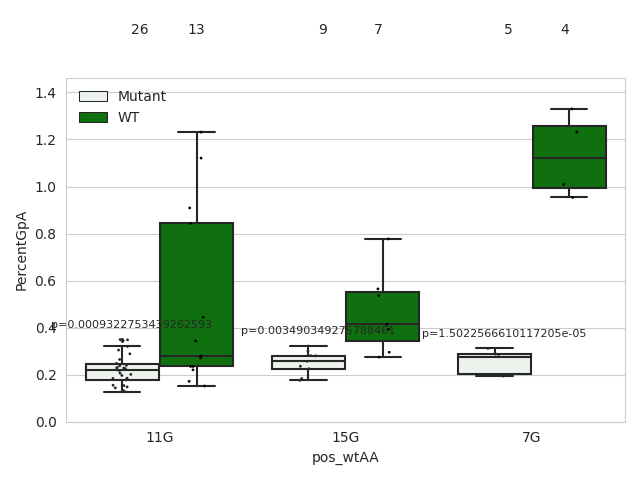 26 13 9 7 5 4
1.4
Mutant
WT
1.2
1.0
0.8
0.6
0.4
p=0.0009322753439262593
p=0.003490349275788461
p=1.5022566610117205e-05
0.2
0.0
PercentGpA
11G 15G 7G
pos_wtAA